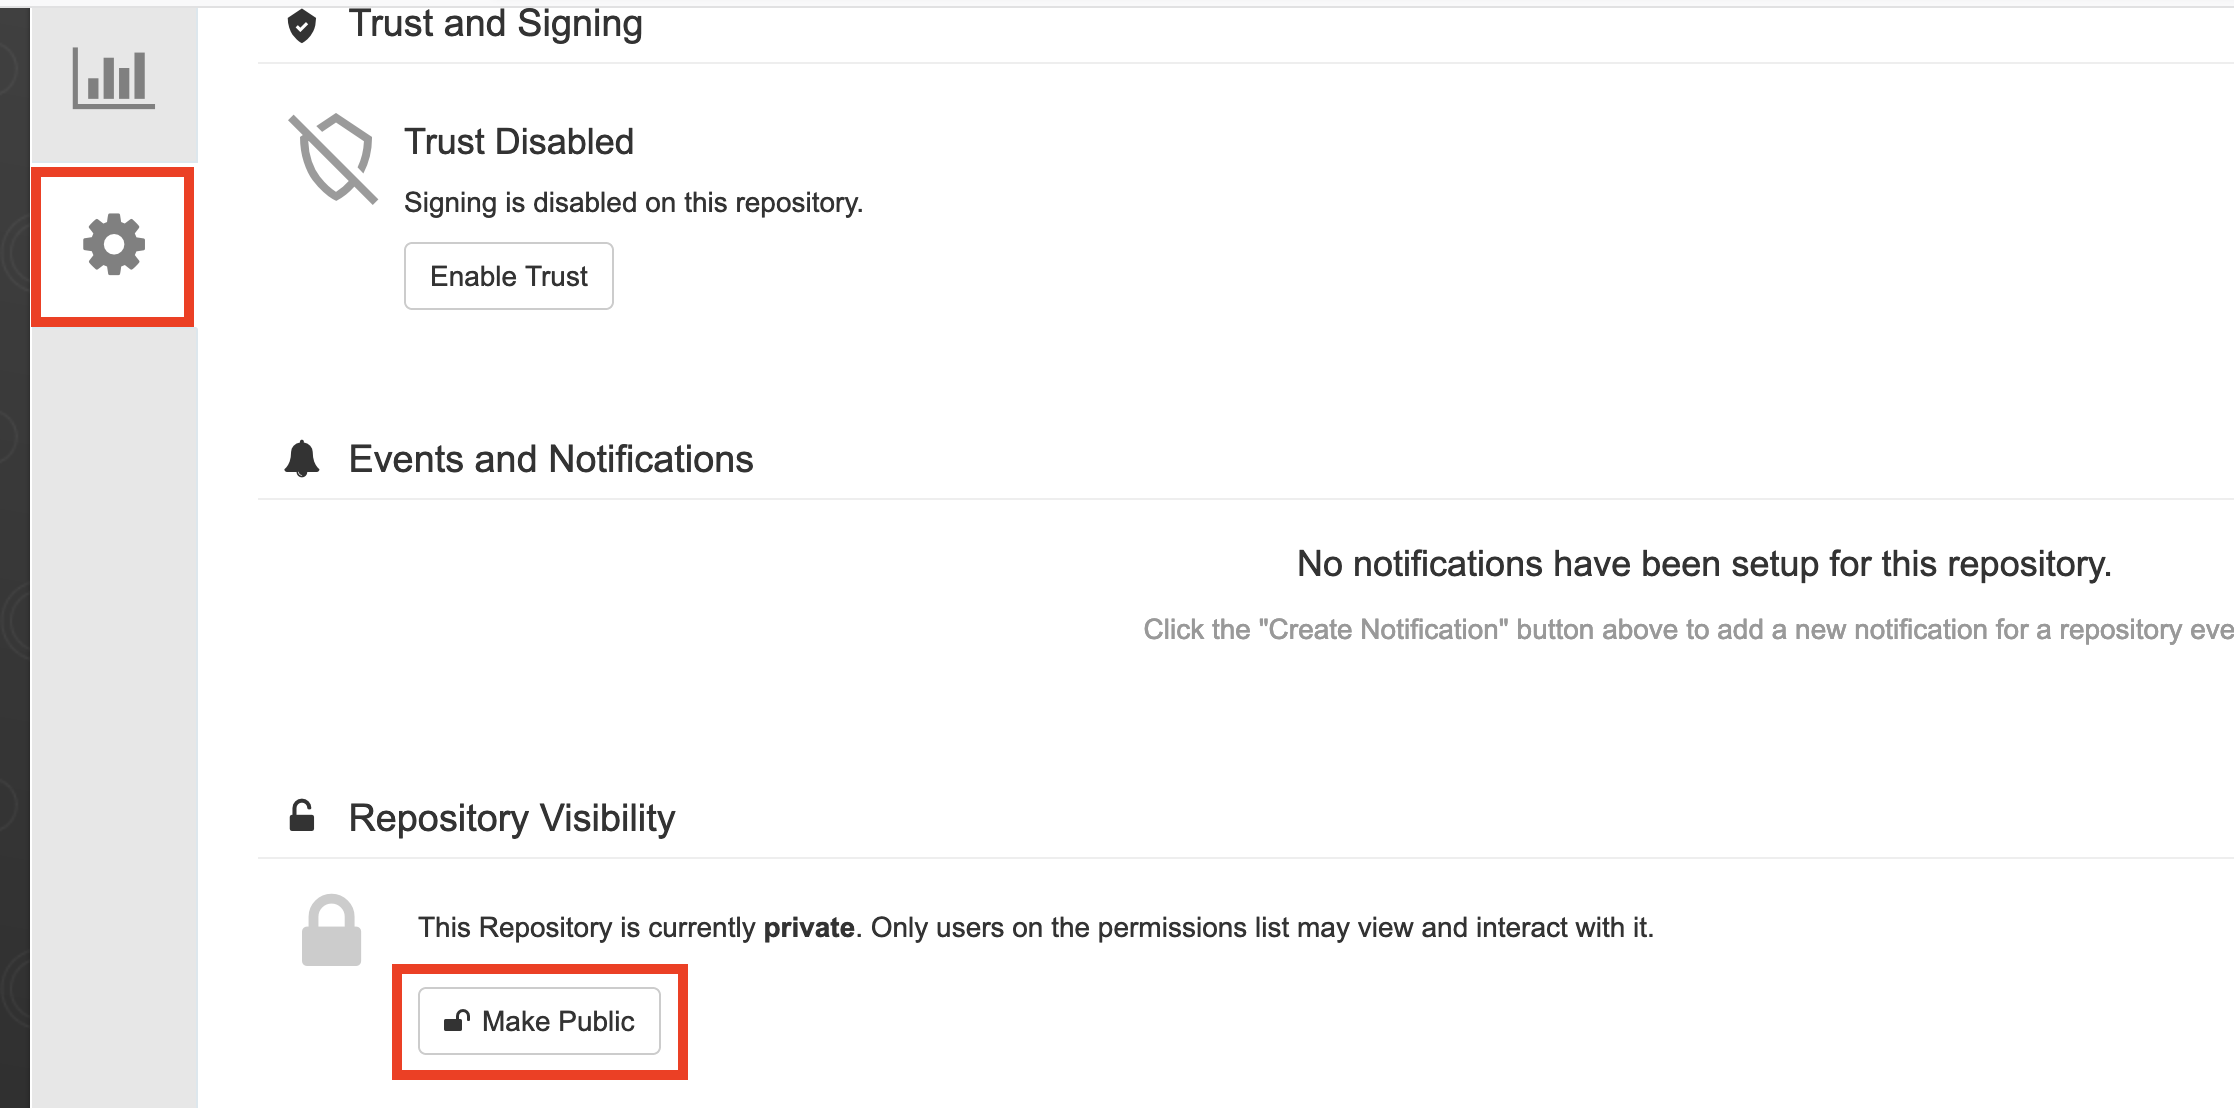 Trust and Signing
Trust Disabled
Signing is disabled on this repository.
Enable Trust
Events and Notifications
No notifications have been setup for this repository.
Click the "Create Notification" button above to add a new notification for a repository eve
Repository Visibility
This Repository is currently private. Only users on the permissions list may view and interact with it.
Make Public